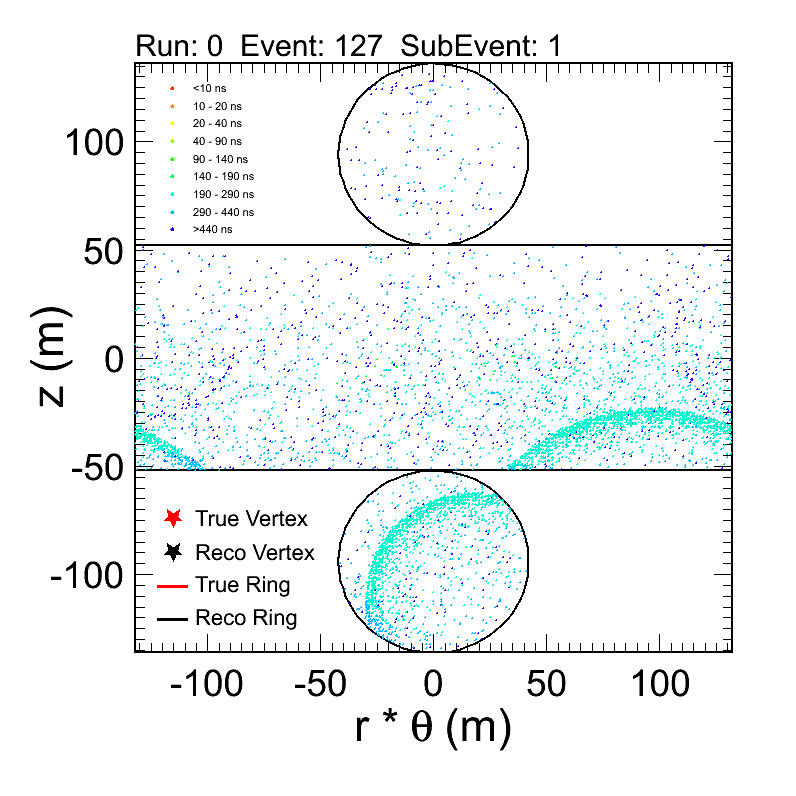 Run: 0  Event: 127  SubEvent: 1
<10 ns
10 - 20 ns
20 - 40 ns
40 - 90 ns
90 - 140 ns
140 - 190 ns
190 - 290 ns
290 - 440 ns
>440 ns
100
50
0
-50
-100
z (m)
True Vertex
Reco Vertex
True Ring
Reco Ring
-100 -50 0 50 100
r * θ (m)